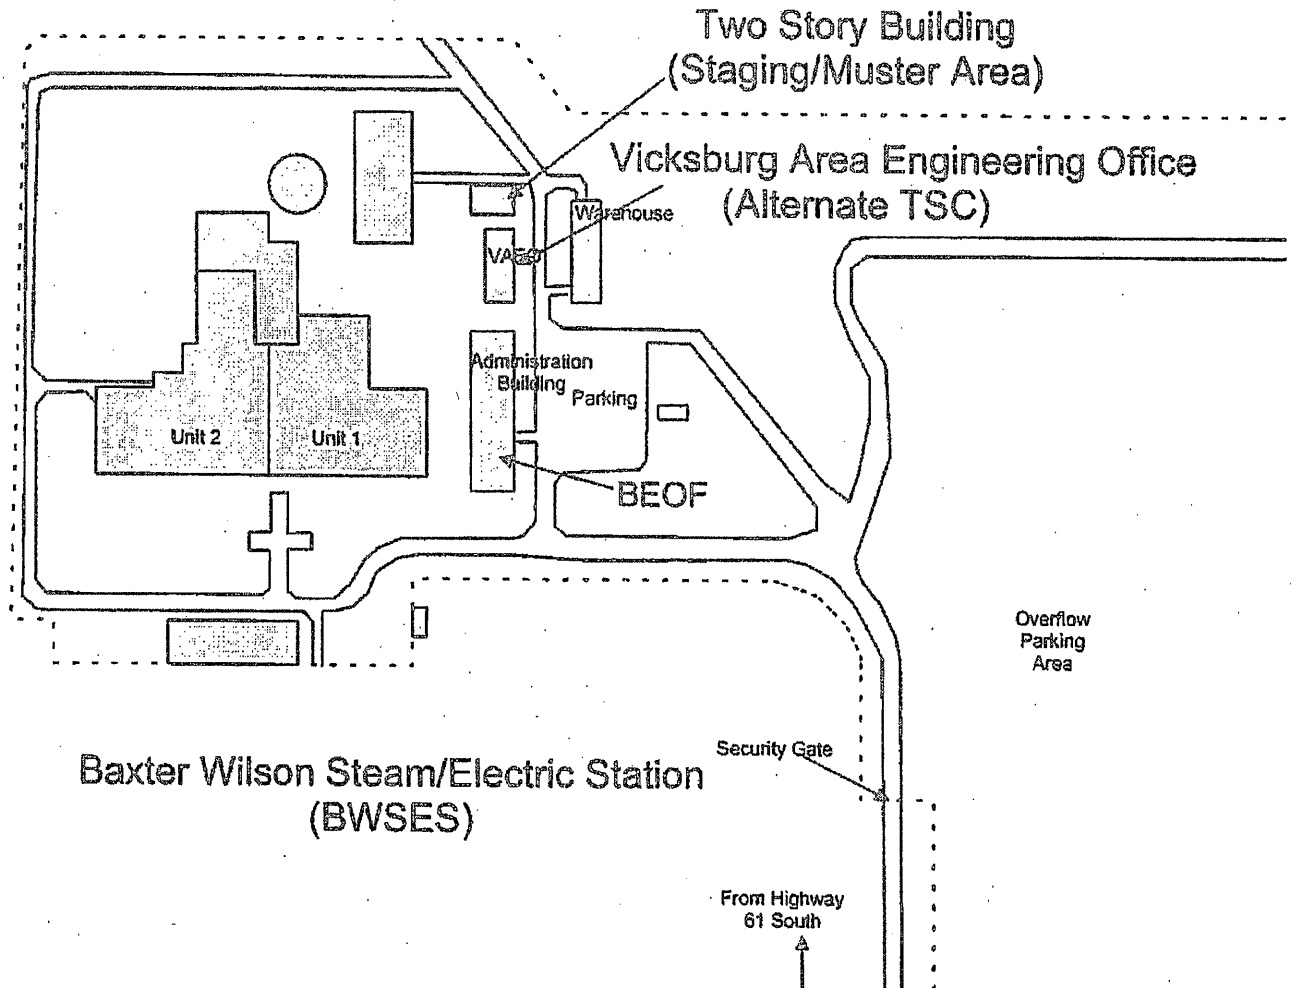 Two Story Building
(Staging/Muster Area)
Vicksburg Area Engineering Office
(Alternate TSC)
Warehouse
VAEO
Administration
Building
Parking
Unit 2
Unit 1
BEOF
Overflow
Parking
Area
Security Gate
Baxter Wilson Steam/Electric Station
(BWSES)
From Highway
61 South